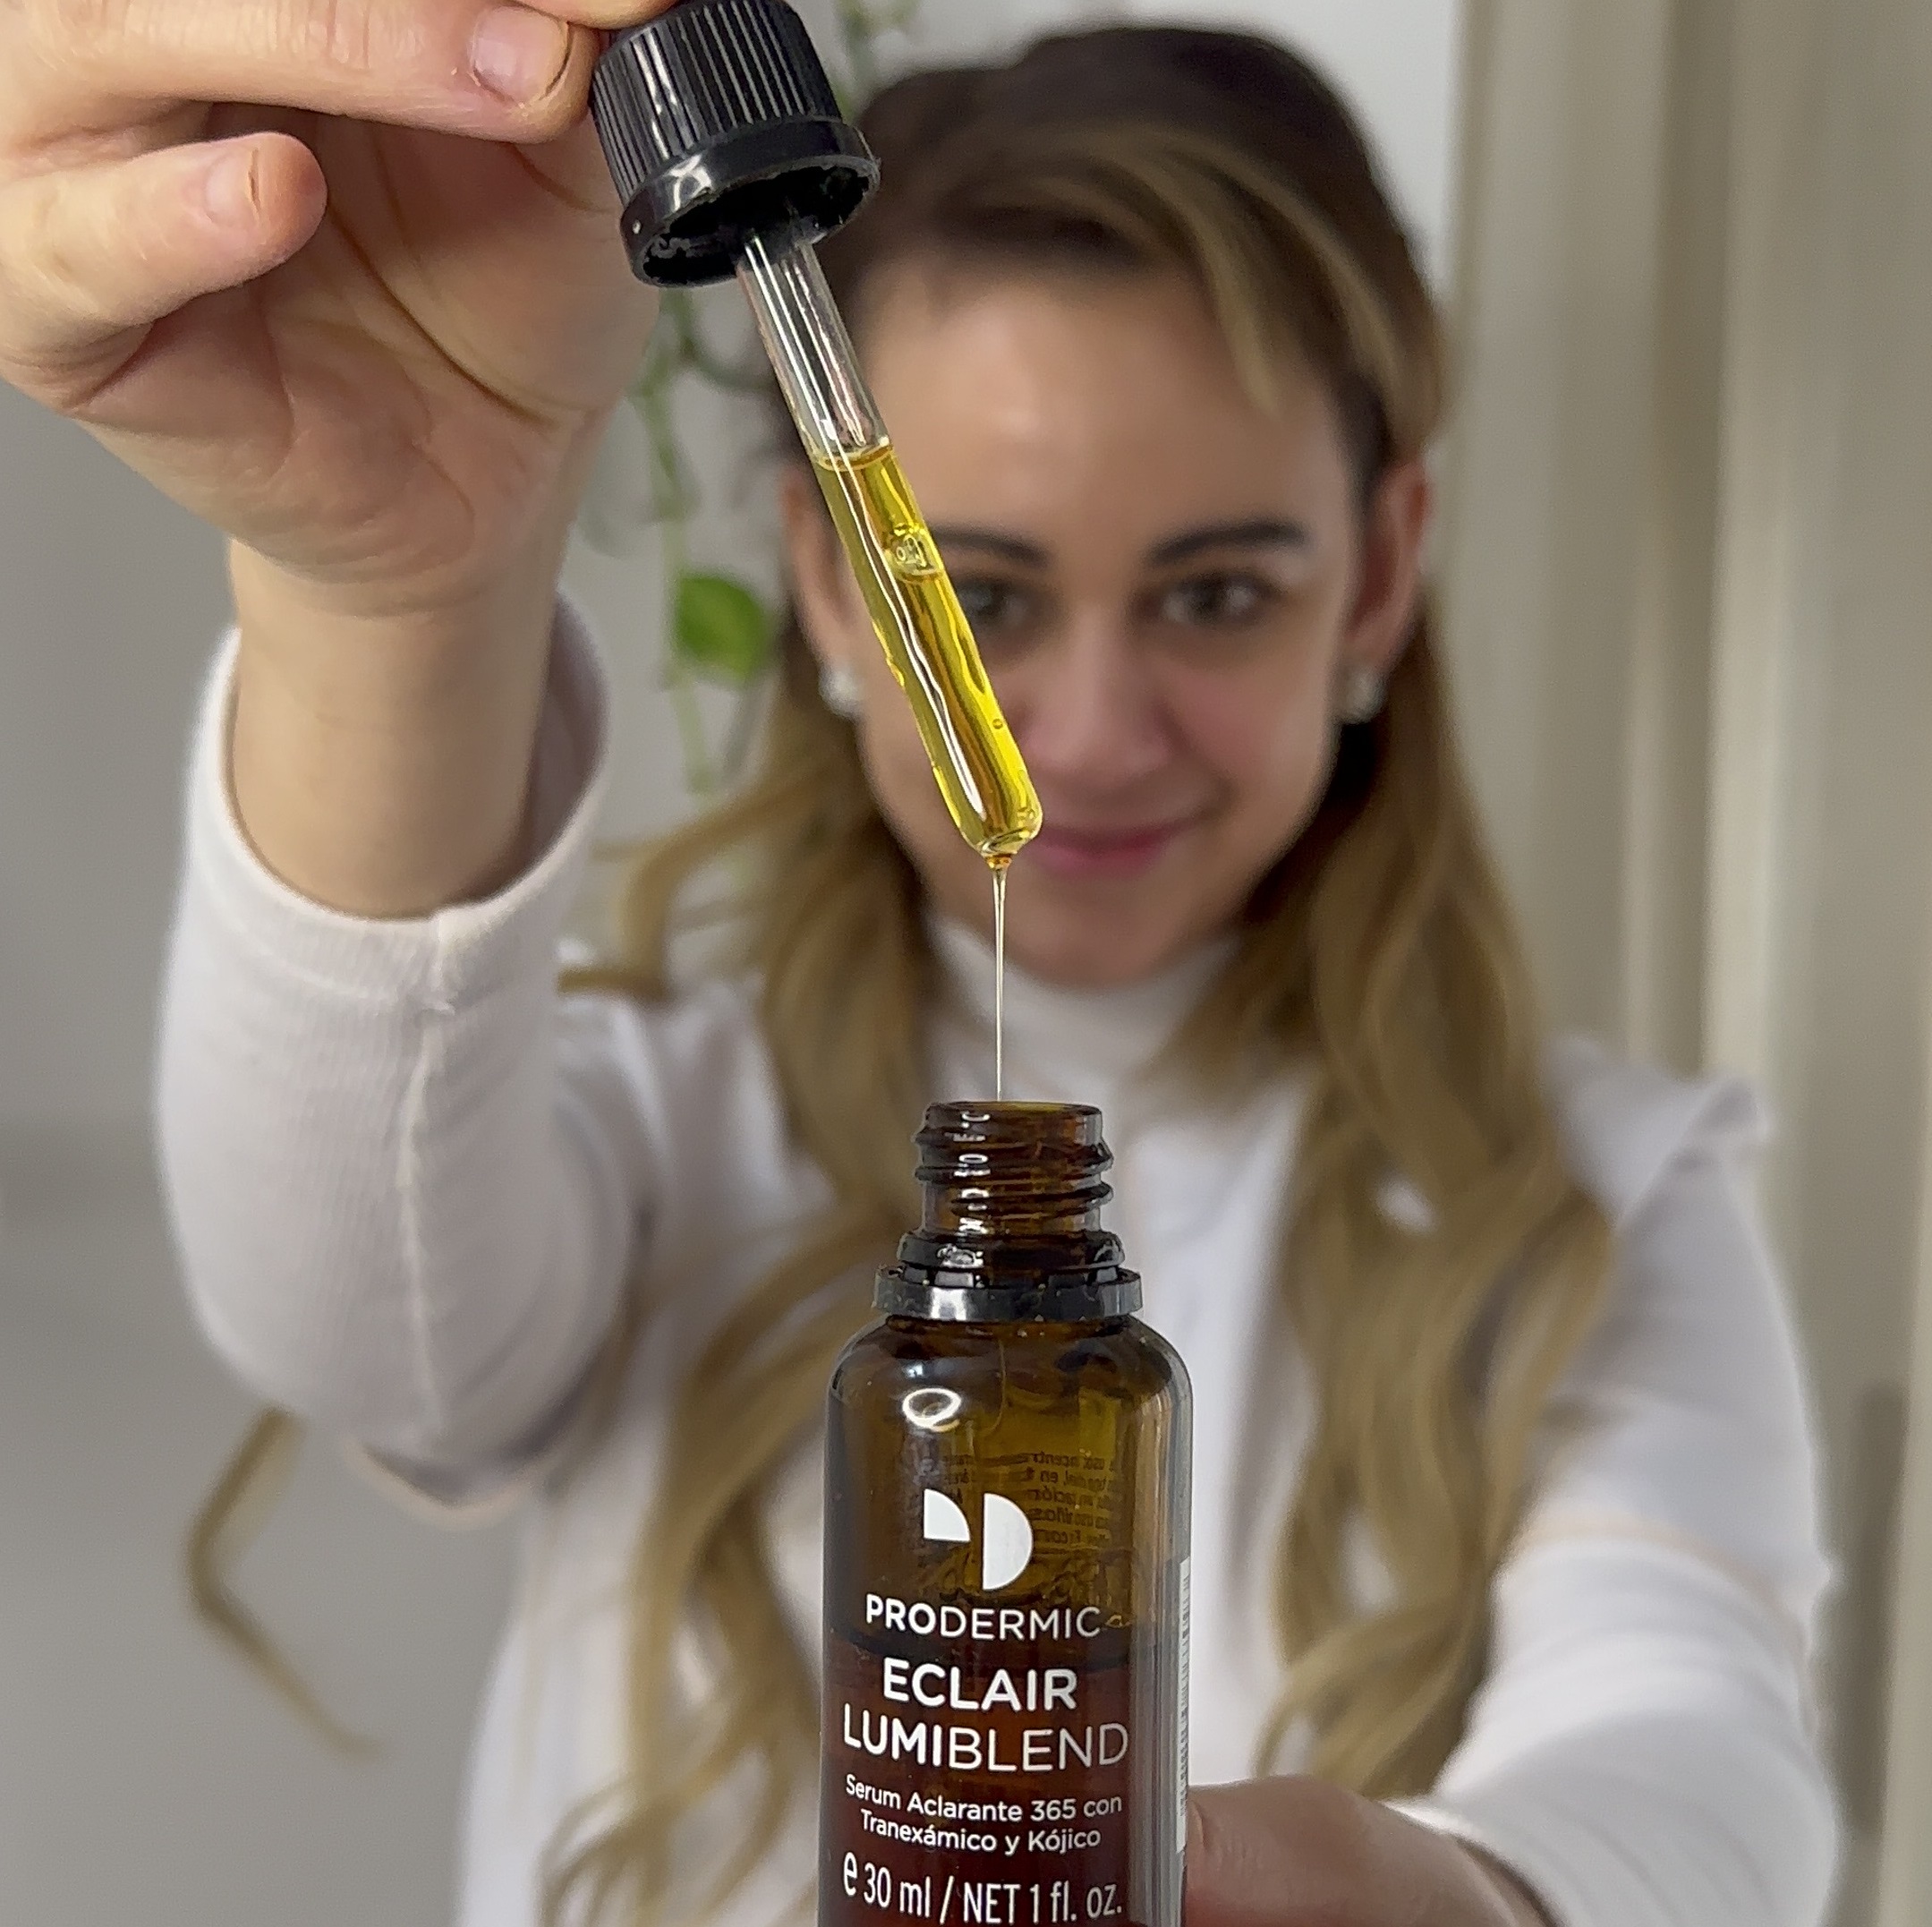 PRODERMIC
ECLAIR
LUMIBLEND
Serum Aclarante 365 con
Tranexámico y Kójico
e 30 ml / NET 1 fl. oz.